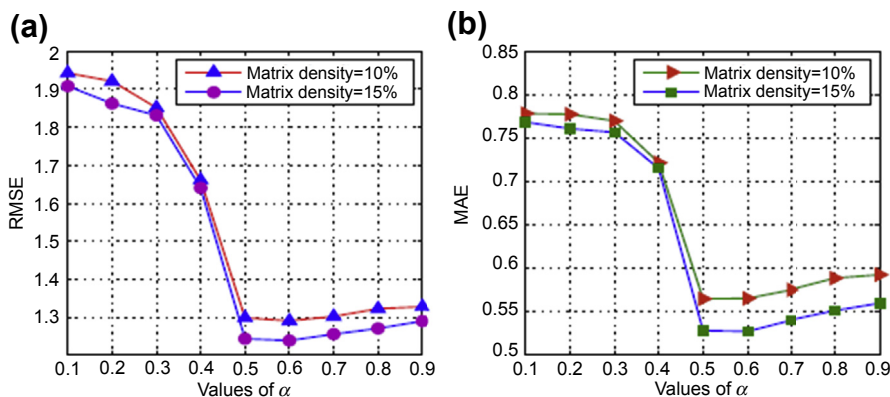 (a)
RMSE
2
1.9
1.8
1.7
1.6
1.5
1.4
1.3
0.1 0.2 0.3 0.4 0.5 0.6 0.7 0.8 0.9
Values of α
Matrix density=10%
Matrix density=15%
(b)
MAE
0.85
0.8
0.75
0.7
0.65
0.6
0.55
0.5
0.1 0.2 0.3 0.4 0.5 0.6 0.7 0.8 0.9
Values of α
Matrix density=10%
Matrix density=15%